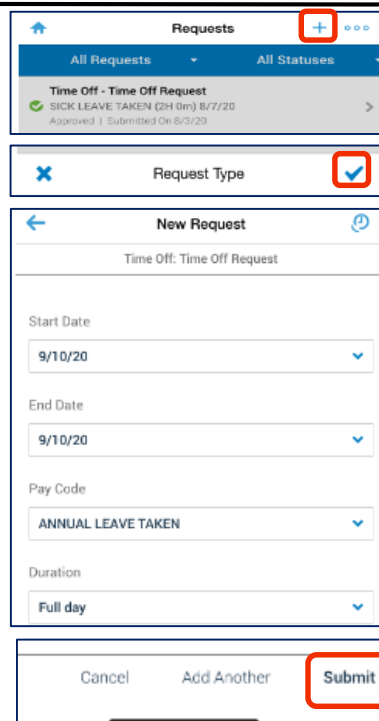 Requests
All Requests All Statuses
Time Off - Time Off Request
SICK LEAVE TAKEN (2H 0m) 8/7/20
Approved | Submitted On 8/3/20
Request Type
New Request
Time Off: Time Off Request
Start Date
9/10/20
End Date
9/10/20
Pay Code
ANNUAL LEAVE TAKEN
Duration
Full day
Cancel Add Another Submit